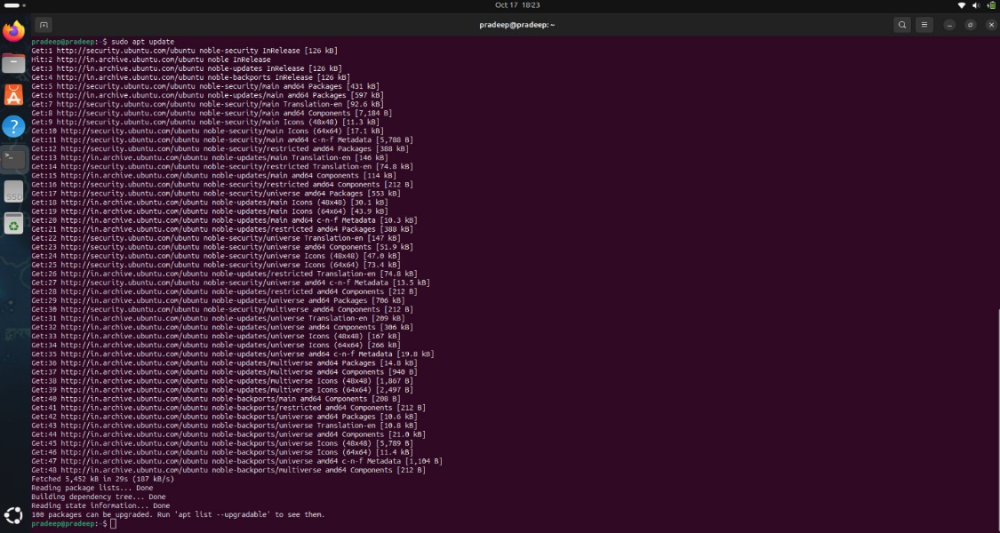 Oct 17 18:23
pradeep@pradeep: ~
pradeep@pradeep:~$ sudo apt update
Get:1 http://security.ubuntu.com/ubuntu noble-security InRelease [126 kB]
Hit:2 http://in.archive.ubuntu.com/ubuntu noble InRelease
Get:3 http://in.archive.ubuntu.com/ubuntu noble-updates InRelease [126 kB]
Get:4 http://in.archive.ubuntu.com/ubuntu noble-backports InRelease [126 kB]
Get:5 http://security.ubuntu.com/ubuntu noble-security/main amd64 Packages [431 kB]
Get:6 http://in.archive.ubuntu.com/ubuntu noble-updates/main amd64 Packages [597 kB]
Get:7 http://security.ubuntu.com/ubuntu noble-security/main Translation-en [92.6 kB]
Get:8 http://security.ubuntu.com/ubuntu noble-security/main amd64 Components [7,184 B]
Get:9 http://security.ubuntu.com/ubuntu noble-security/main Icons (48x48) [11.3 kB]
Get:10 http://security.ubuntu.com/ubuntu noble-security/main Icons (64x64) [17.1 kB]
Get:11 http://security.ubuntu.com/ubuntu noble-security/main amd64 c-n-f Metadata [5,788 B]
Get:12 http://security.ubuntu.com/ubuntu noble-security/restricted amd64 Packages [388 kB]
Get:13 http://in.archive.ubuntu.com/ubuntu noble-updates/main Translation-en [146 kB]
Get:14 http://security.ubuntu.com/ubuntu noble-security/restricted Translation-en [74.8 kB]
Get:15 http://in.archive.ubuntu.com/ubuntu noble-updates/main amd64 Components [114 kB]
Get:16 http://security.ubuntu.com/ubuntu noble-security/restricted amd64 Components [212 B]
Get:17 http://security.ubuntu.com/ubuntu noble-security/universe amd64 Packages [553 kB]
Get:18 http://in.archive.ubuntu.com/ubuntu noble-updates/main Icons (48x48) [30.1 kB]
Get:19 http://in.archive.ubuntu.com/ubuntu noble-updates/main Icons (64x64) [43.9 kB]
Get:20 http://in.archive.ubuntu.com/ubuntu noble-updates/main amd64 c-n-f Metadata [10.3 kB]
Get:21 http://in.archive.ubuntu.com/ubuntu noble-updates/restricted amd64 Packages [388 kB]
Get:22 http://security.ubuntu.com/ubuntu noble-security/universe Translation-en [147 kB]
Get:23 http://security.ubuntu.com/ubuntu noble-security/universe amd64 Components [51.9 kB]
Get:24 http://security.ubuntu.com/ubuntu noble-security/universe Icons (48x48) [47.0 kB]
Get:25 http://security.ubuntu.com/ubuntu noble-security/universe Icons (64x64) [73.4 kB]
Get:26 http://in.archive.ubuntu.com/ubuntu noble-updates/restricted Translation-en [74.8 kB]
Get:27 http://security.ubuntu.com/ubuntu noble-security/universe amd64 c-n-f Metadata [13.5 kB]
Get:28 http://in.archive.ubuntu.com/ubuntu noble-updates/restricted amd64 Components [212 B]
Get:29 http://in.archive.ubuntu.com/ubuntu noble-updates/universe amd64 Packages [706 kB]
Get:30 http://security.ubuntu.com/ubuntu noble-security/multiverse amd64 Components [212 B]
Get:31 http://in.archive.ubuntu.com/ubuntu noble-updates/universe Translation-en [209 kB]
Get:32 http://in.archive.ubuntu.com/ubuntu noble-updates/universe amd64 Components [306 kB]
Get:33 http://in.archive.ubuntu.com/ubuntu noble-updates/universe Icons (48x48) [167 kB]
Get:34 http://in.archive.ubuntu.com/ubuntu noble-updates/universe Icons (64x64) [266 kB]
Get:35 http://in.archive.ubuntu.com/ubuntu noble-updates/universe amd64 c-n-f Metadata [19.8 kB]
Get:36 http://in.archive.ubuntu.com/ubuntu noble-updates/multiverse amd64 Packages [14.8 kB]
Get:37 http://in.archive.ubuntu.com/ubuntu noble-updates/multiverse amd64 Components [940 B]
Get:38 http://in.archive.ubuntu.com/ubuntu noble-updates/multiverse Icons (48x48) [1,867 B]
Get:39 http://in.archive.ubuntu.com/ubuntu noble-updates/multiverse Icons (64x64) [2,497 B]
Get:40 http://in.archive.ubuntu.com/ubuntu noble-backports/main amd64 Components [208 B]
Get:41 http://in.archive.ubuntu.com/ubuntu noble-backports/restricted amd64 Components [212 B]
Get:42 http://in.archive.ubuntu.com/ubuntu noble-backports/universe amd64 Packages [10.6 kB]
Get:43 http://in.archive.ubuntu.com/ubuntu noble-backports/universe Translation-en [10.8 kB]
Get:44 http://in.archive.ubuntu.com/ubuntu noble-backports/universe amd64 Components [21.0 kB]
Get:45 http://in.archive.ubuntu.com/ubuntu noble-backports/universe Icons (48x48) [5,789 B]
Get:46 http://in.archive.ubuntu.com/ubuntu noble-backports/universe Icons (64x64) [11.4 kB]
Get:47 http://in.archive.ubuntu.com/ubuntu noble-backports/universe amd64 c-n-f Metadata [1,104 B]
Get:48 http://in.archive.ubuntu.com/ubuntu noble-backports/multiverse amd64 Components [212 B]
Fetched 5,452 kB in 29s (187 kB/s)
Reading package lists... Done
Building dependency tree... Done
Reading state information... Done
100 packages can be upgraded. Run 'apt list --upgradable' to see them.
pradeep@pradeep:~$
SSD